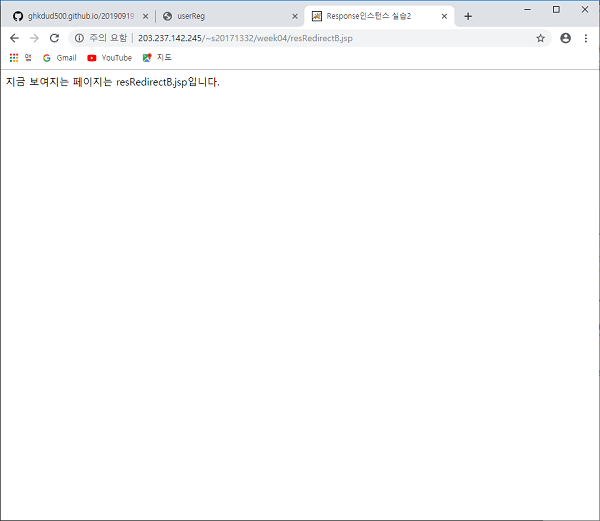 ghkdud500.github.io/20190919
userReg
Response인스턴스 실습2
주의 요함 | 203.237.142.245/~s20171332/week04/resRedirectB.jsp
앱 Gmail YouTube 지도
지금 보여지는 페이지는 resRedirectB.jsp입니다.